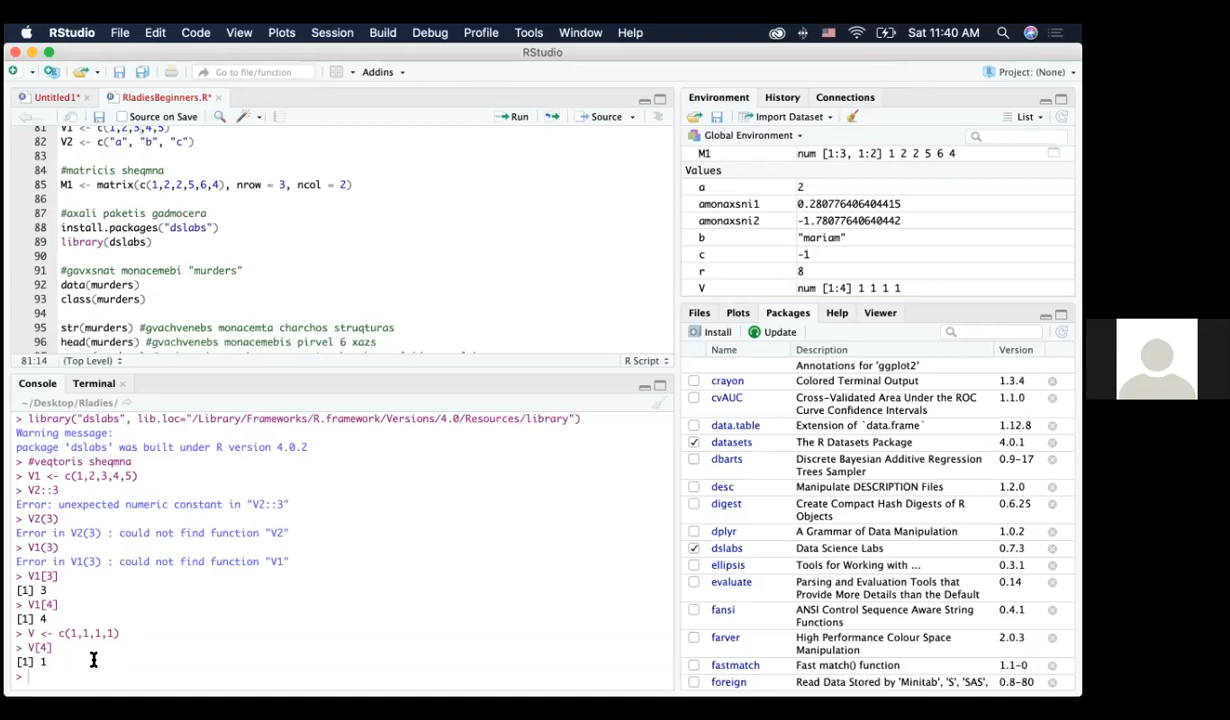 RStudio File Edit Code View Plots Session Build Debug Profile Tools Window Help Sat 11:40 AM
RStudio
Go to file/function Addins Project: (None)
Untitled1* RladiesBeginners.R*
Source on Save Run Source
81 V1 <- c(1,2,3,4,5)
82 V2 <- c("a", "b", "c")
83
84 #matricis sheqmna
85 M1 <- matrix(c(1,2,2,5,6,4), nrow = 3, ncol = 2)
86
87 #axali paketis gadmocera
88 install.packages("dslabs")
89 library(dslabs)
90
91 #gavxsnat monacemebi "murders"
92 data(murders)
93 class(murders)
94
95 str(murders) #gvachvenebs monacemta charchos struqturas
96 head(murders) #gvachvenebs monacemebis pirvel 6 xazs
81:14 (Top Level) R Script
Console Terminal
~/Desktop/Rladies/
> library("dslabs", lib.loc="/Library/Frameworks/R.framework/Versions/4.0/Resources/library")
Warning message:
package ‘dslabs’ was built under R version 4.0.2
> #veqtoris sheqmna
> V1 <- c(1,2,3,4,5)
> V2::3
Error: unexpected numeric constant in "V2::3"
> V2(3)
Error in V2(3) : could not find function "V2"
> V1(3)
Error in V1(3) : could not find function "V1"
> V1[3]
[1] 3
> V1[4]
[1] 4
> V <- c(1,1,1,1)
> V[4]
[1] 1
>
Environment History Connections
Import Dataset List
Global Environment
M1 num [1:3, 1:2] 1 2 2 5 6 4
Values
a 2
amonaxsni1 0.280776406404415
amonaxsni2 -1.78077640640442
b "mariam"
c -1
r 8
V num [1:4] 1 1 1 1
Files Plots Packages Help Viewer
Install Update
Name Description Version
Annotations for 'ggplot2'
crayon Colored Terminal Output 1.3.4
cvAUC Cross-Validated Area Under the ROC 1.1.0
Curve Confidence Intervals
data.table Extension of `data.frame` 1.12.8
datasets The R Datasets Package 4.0.1
dbarts Discrete Bayesian Additive Regression 0.9-17
Trees Sampler
desc Manipulate DESCRIPTION Files 1.2.0
digest Create Compact Hash Digests of R 0.6.25
Objects
dplyr A Grammar of Data Manipulation 1.0.2
dslabs Data Science Labs 0.7.3
ellipsis Tools for Working with ... 0.3.1
evaluate Parsing and Evaluation Tools that 0.14
Provide More Details than the Default
fansi ANSI Control Sequence Aware String 0.4.1
Functions
farver High Performance Colour Space 2.0.3
Manipulation
fastmatch Fast match() function 1.1-0
foreign Read Data Stored by 'Minitab', 'S', 'SAS', 0.8-80